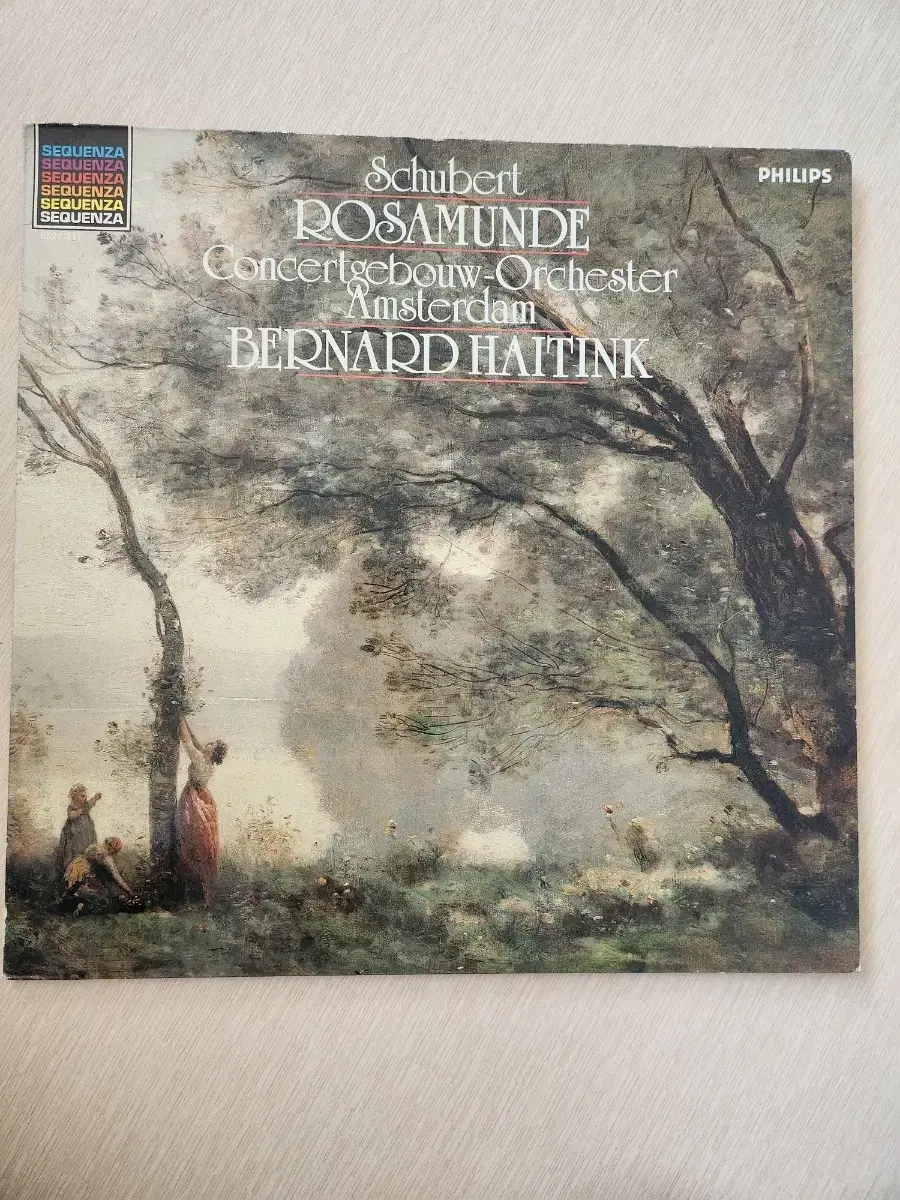 SEQUENZA
SEQUENZA
SEQUENZA
SEQUENZA
SEQUENZA
SEQUENZA
Schubert
PHILIPS
ROSAMUNDE
Concertgebouw-Orchester
Amsterdam
BERNARD HAITINK